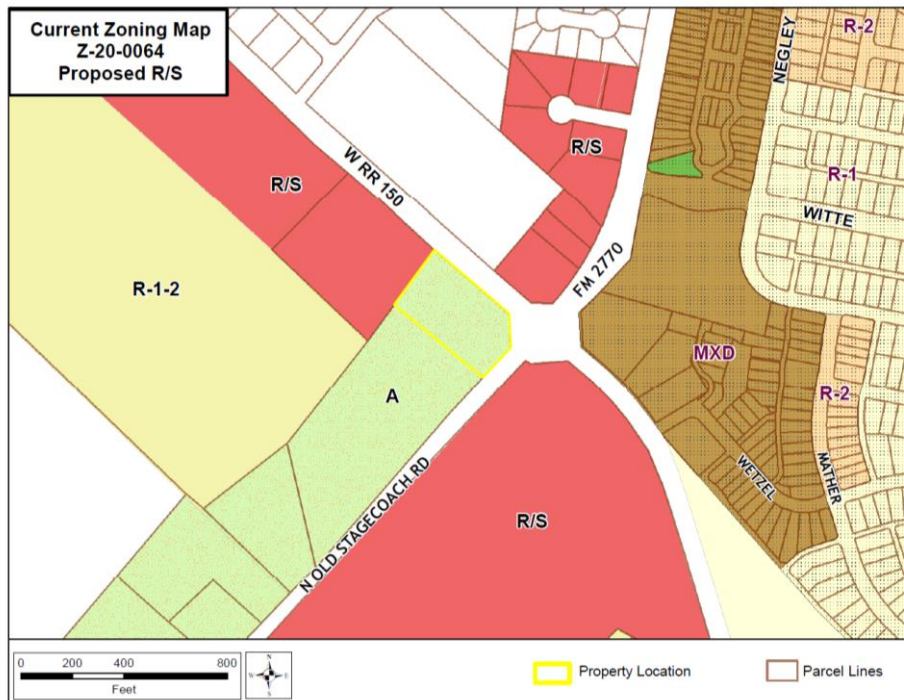 Current Zoning Map
Z-20-0064
Proposed R/S
NEGLEY
R-2
W RR 150
R/S
R/S
R-1
WITTE
FM 2770
R-1-2
MXD
R-2
A
WETZEL
MATHER
N OLD STAGECOACH RD
R/S
0 200 400 800
Feet
N
W E
S
Property Location
Parcel Lines